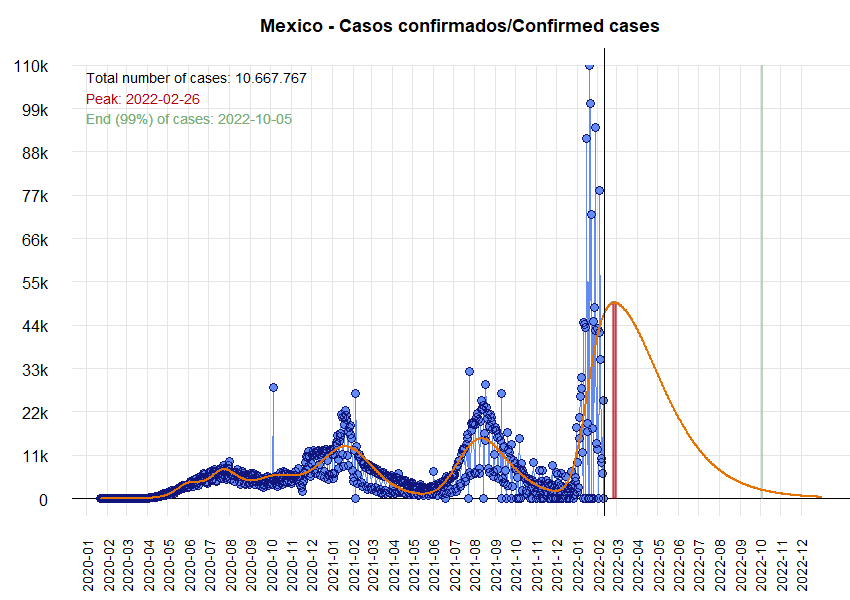 Mexico - Casos confirmados/Confirmed cases
110k
99k
88k
77k
66k
55k
44k
33k
22k
11k
0
Total number of cases: 10.667.767
Peak: 2022-02-26
End (99%) of cases: 2022-10-05
2020-01
2020-02
2020-03
2020-04
2020-05
2020-06
2020-07
2020-08
2020-09
2020-10
2020-11
2020-12
2021-01
2021-02
2021-03
2021-04
2021-05
2021-06
2021-07
2021-08
2021-09
2021-10
2021-11
2021-12
2022-01
2022-02
2022-03
2022-04
2022-05
2022-06
2022-07
2022-08
2022-09
2022-10
2022-11
2022-12